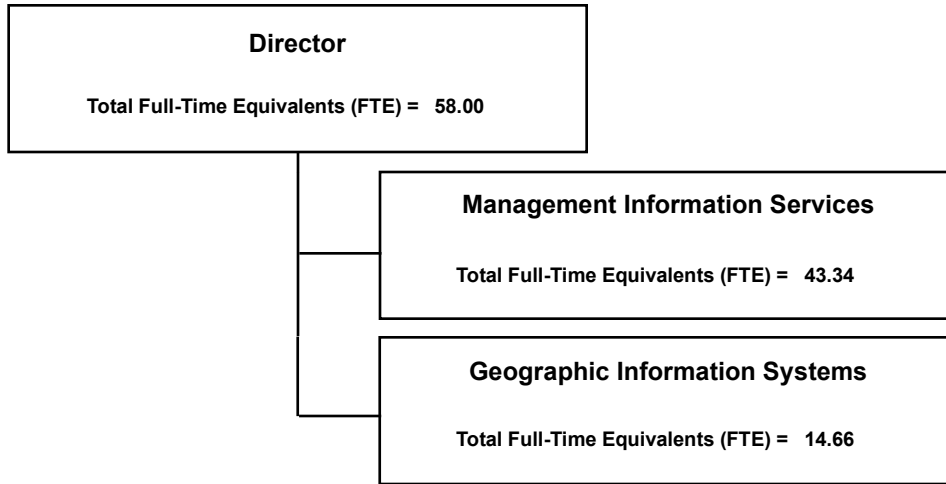 Director
Total Full-Time Equivalents (FTE) = 58.00
Management Information Services
Total Full-Time Equivalents (FTE) = 43.34
Geographic Information Systems
Total Full-Time Equivalents (FTE) = 14.66